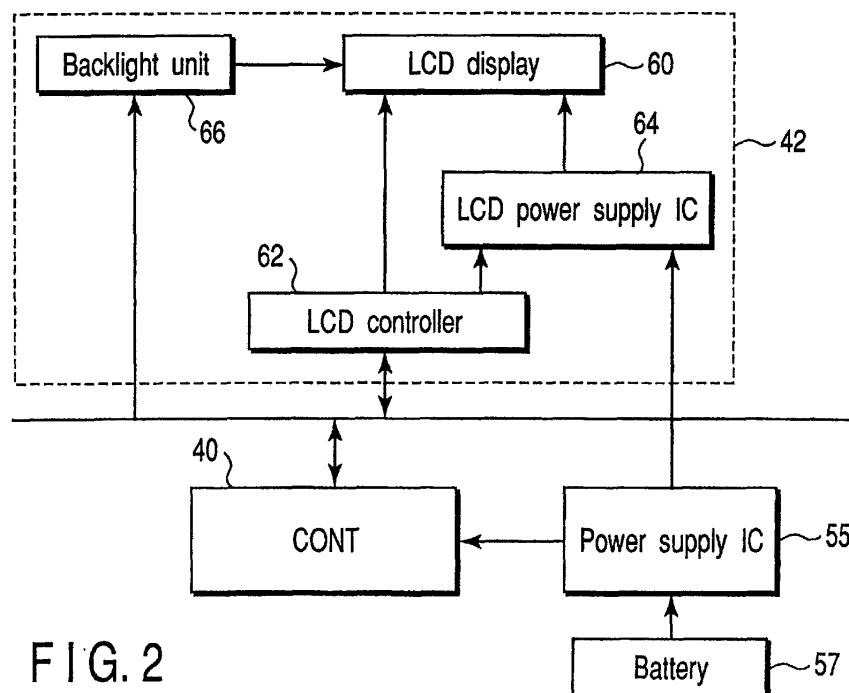 Backlight unit
LCD display
60
66
64
42
LCD power supply IC
62
LCD controller
40
CONT
Power supply IC
55
FIG. 2
Battery
57